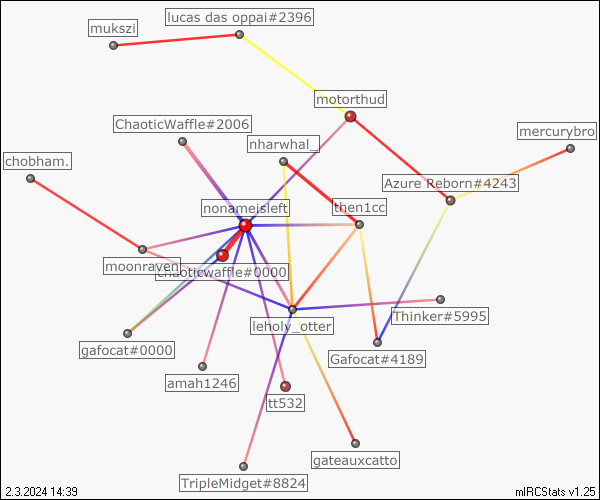 lucas das oppai#2396
mukszi
motorthud
ChaoticWaffle#2006
mercurybro
nharwhal_
chobham.
Azure Reborn#4243
nonameisleft
then1cc
moonraven
chaoticwaffle#0000
Thinker#5995
leholy_otter
gafocat#0000
Gafocat#4189
amah1246
tt532
gateauxcatto
TripleMidget#8824
2.3.2024 14:39
mIRCStats v1.25